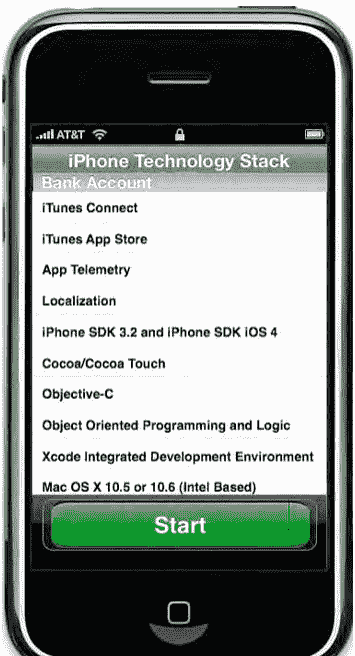 AT&T
iPhone Technology Stack
Bank Account
iTunes Connect
iTunes App Store
App Telemetry
Localization
iPhone SDK 3.2 and iPhone SDK iOS 4
Cocoa/Cocoa Touch
Objective-C
Object Oriented Programming and Logic
Xcode Integrated Development Environment
Mac OS X 10.5 or 10.6 (Intel Based)
Start